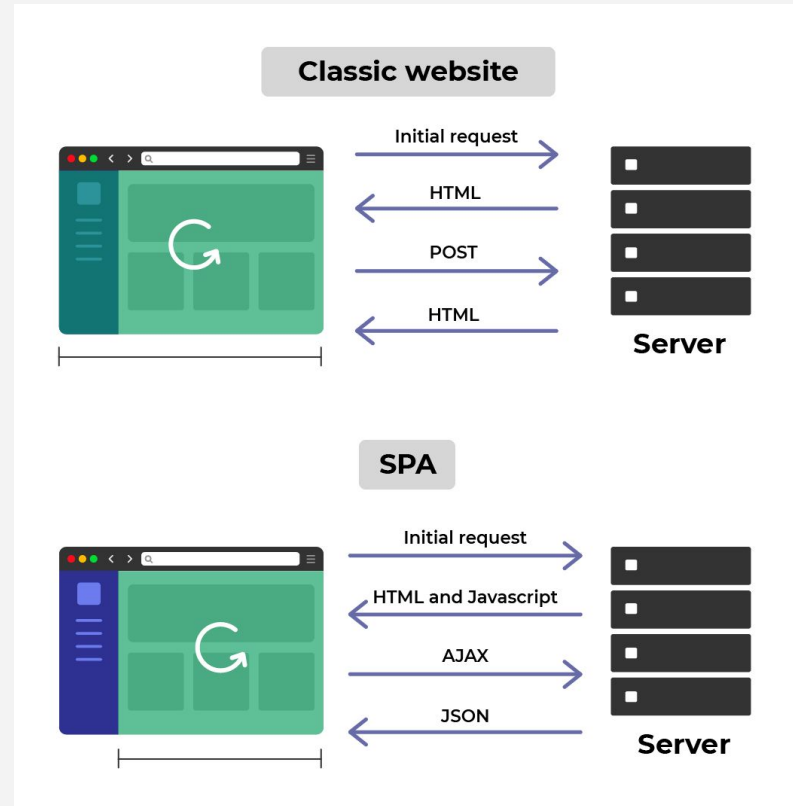 Classic website
Initial request
HTML
POST
HTML
Server
SPA
Initial request
HTML and Javascript
AJAX
JSON
Server